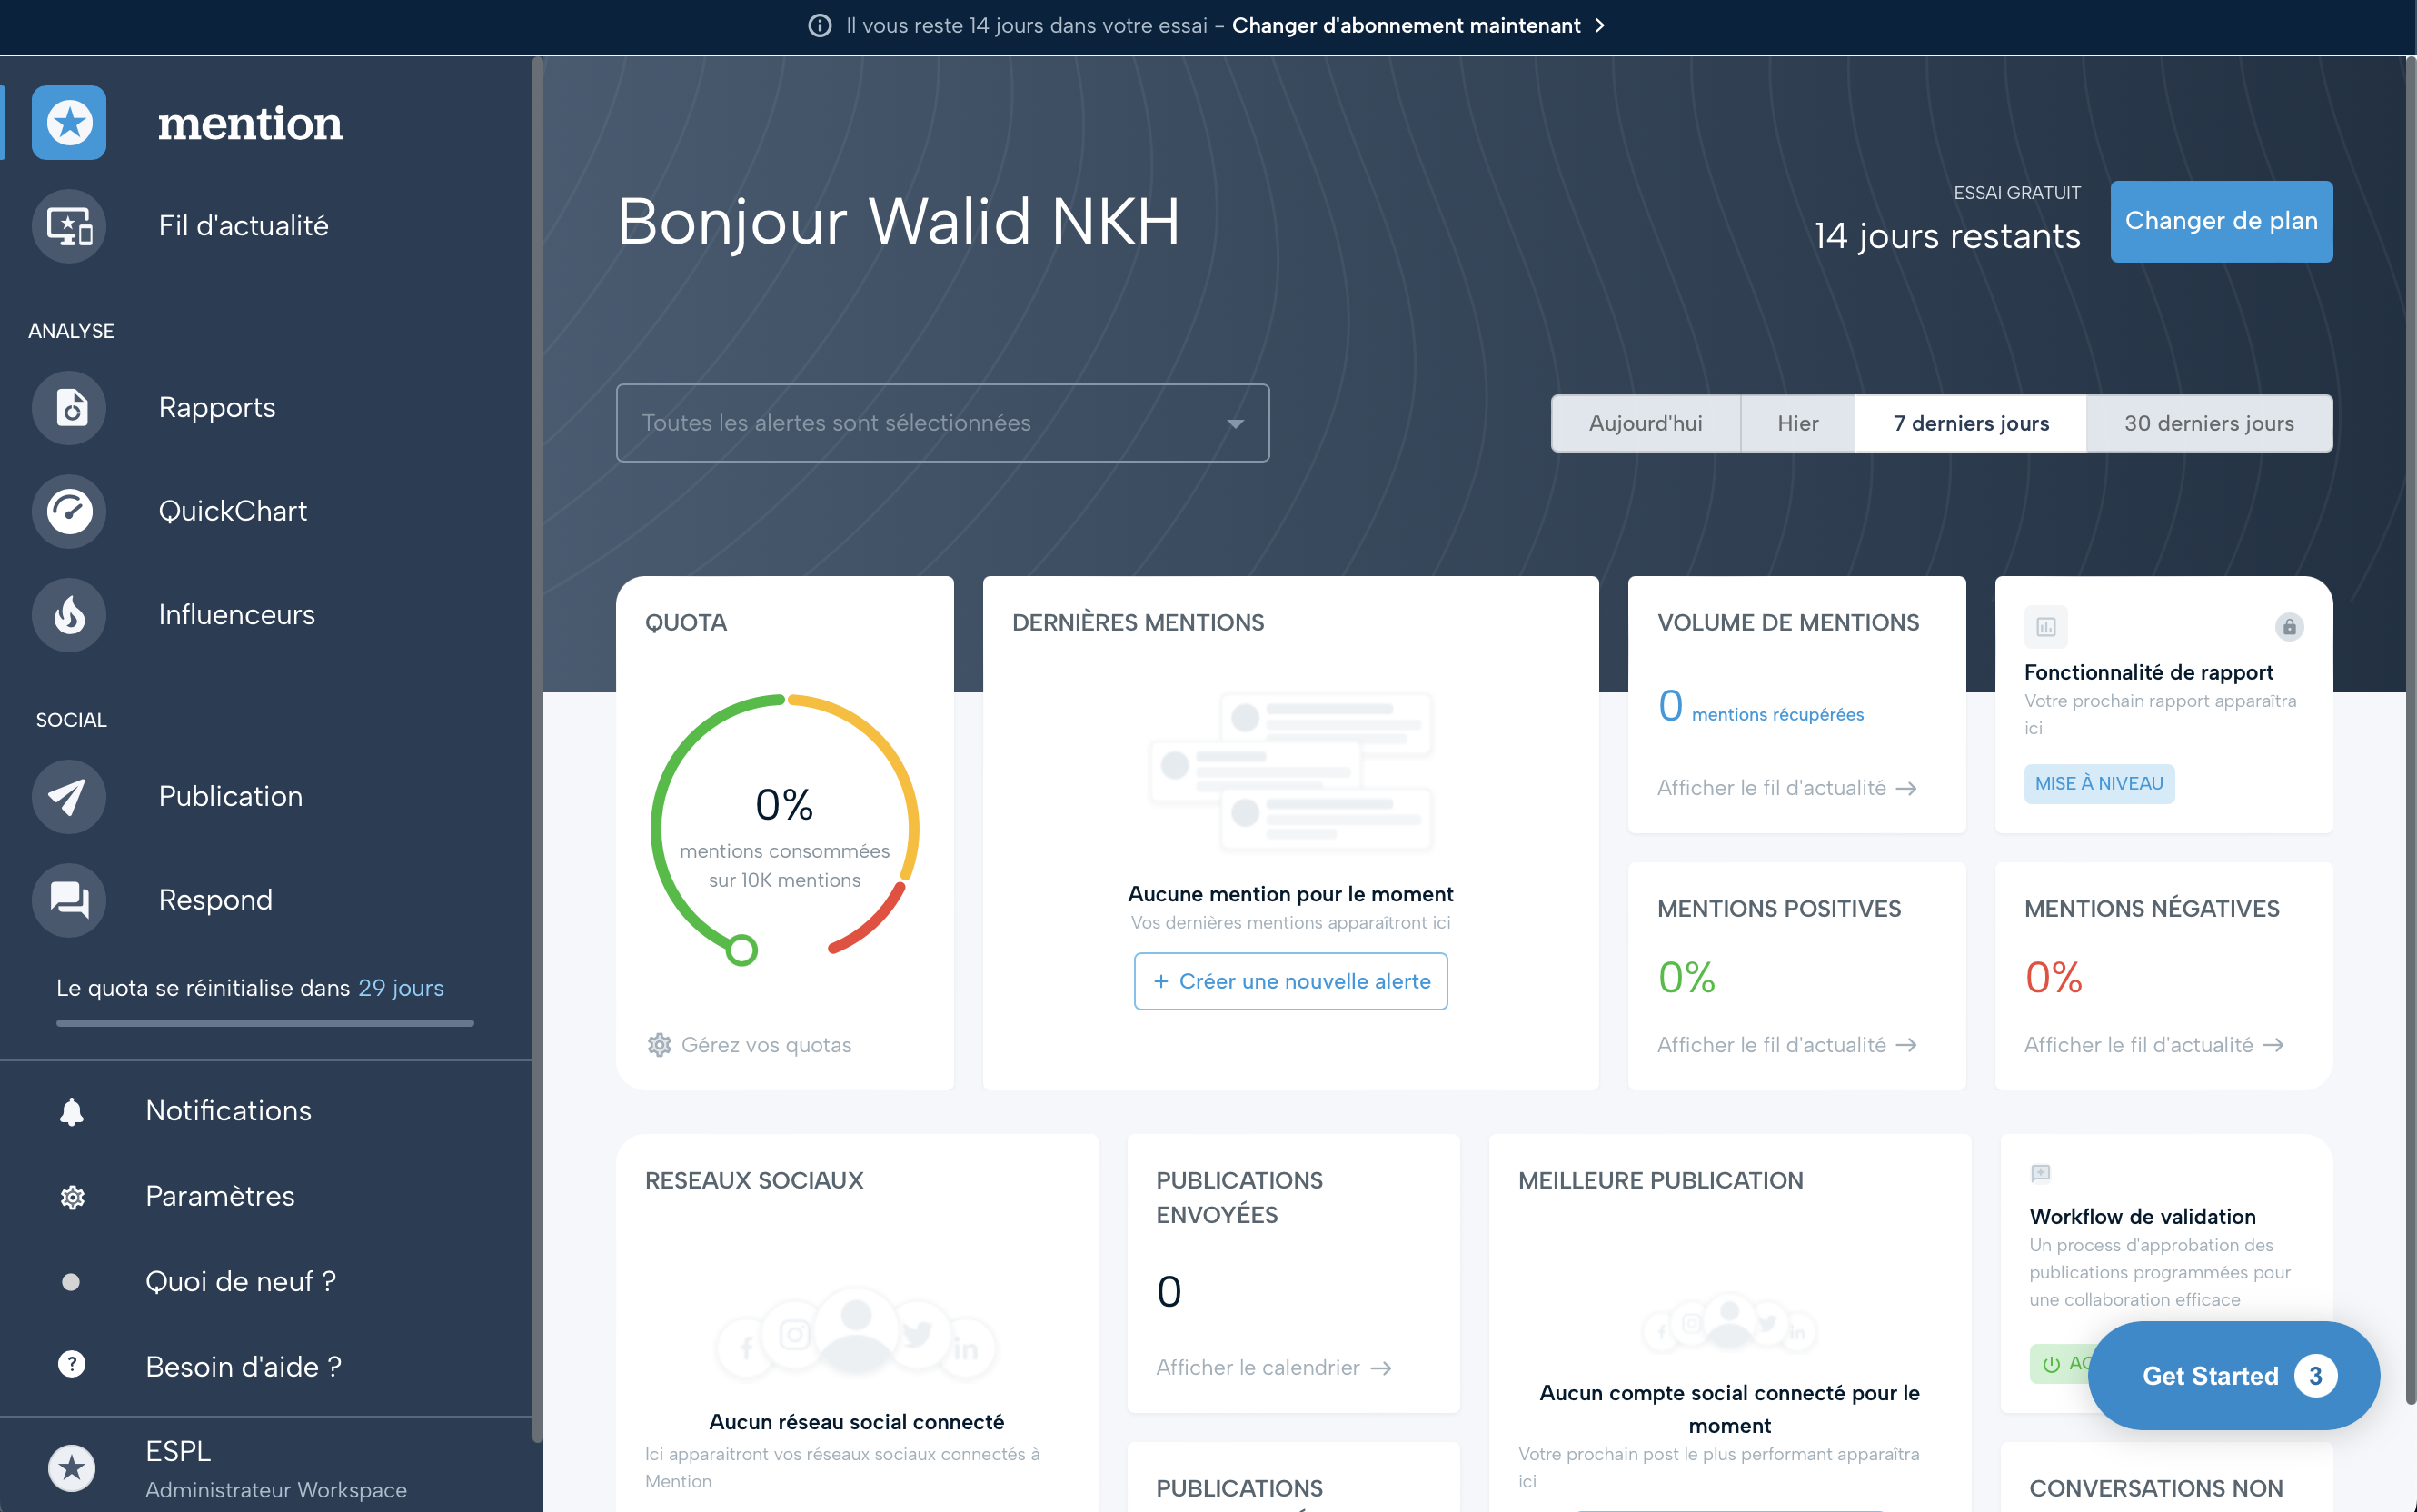 Il vous reste 14 jours dans votre essai - Changer d'abonnement maintenant
mention
Fil d'actualité
ANALYSE
Rapports
QuickChart
Influenceurs
SOCIAL
Publication
Respond
Le quota se réinitialise dans 29 jours
Notifications
Paramètres
Quoi de neuf ?
Besoin d'aide ?
ESPL
Administrateur Workspace
Bonjour Walid NKH
ESSAI GRATUIT
14 jours restants
Changer de plan
Toutes les alertes sont sélectionnées
Aujourd'hui
Hier
7 derniers jours
30 derniers jours
QUOTA
0%
mentions consommées
sur 10K mentions
Gérez vos quotas
DERNIÈRES MENTIONS
Aucune mention pour le moment
Vos dernières mentions apparaîtront ici
+ Créer une nouvelle alerte
VOLUME DE MENTIONS
0 mentions récupérées
Afficher le fil d'actualité →
Fonctionnalité de rapport
Votre prochain rapport apparaîtra
ici
MISE À NIVEAU
MENTIONS POSITIVES
0%
Afficher le fil d'actualité →
MENTIONS NÉGATIVES
0%
Afficher le fil d'actualité →
RESEAUX SOCIAUX
Aucun réseau social connecté
Ici apparaitront vos réseaux sociaux connectés à
Mention
PUBLICATIONS
ENVOYÉES
0
Afficher le calendrier →
PUBLICATIONS
MEILLEURE PUBLICATION
Aucun compte social connecté pour le
moment
Votre prochain post le plus performant apparaîtra
ici
Workflow de validation
Un process d'approbation des
publications programmées pour
une collaboration efficace
Get Started 3
CONVERSATIONS NON